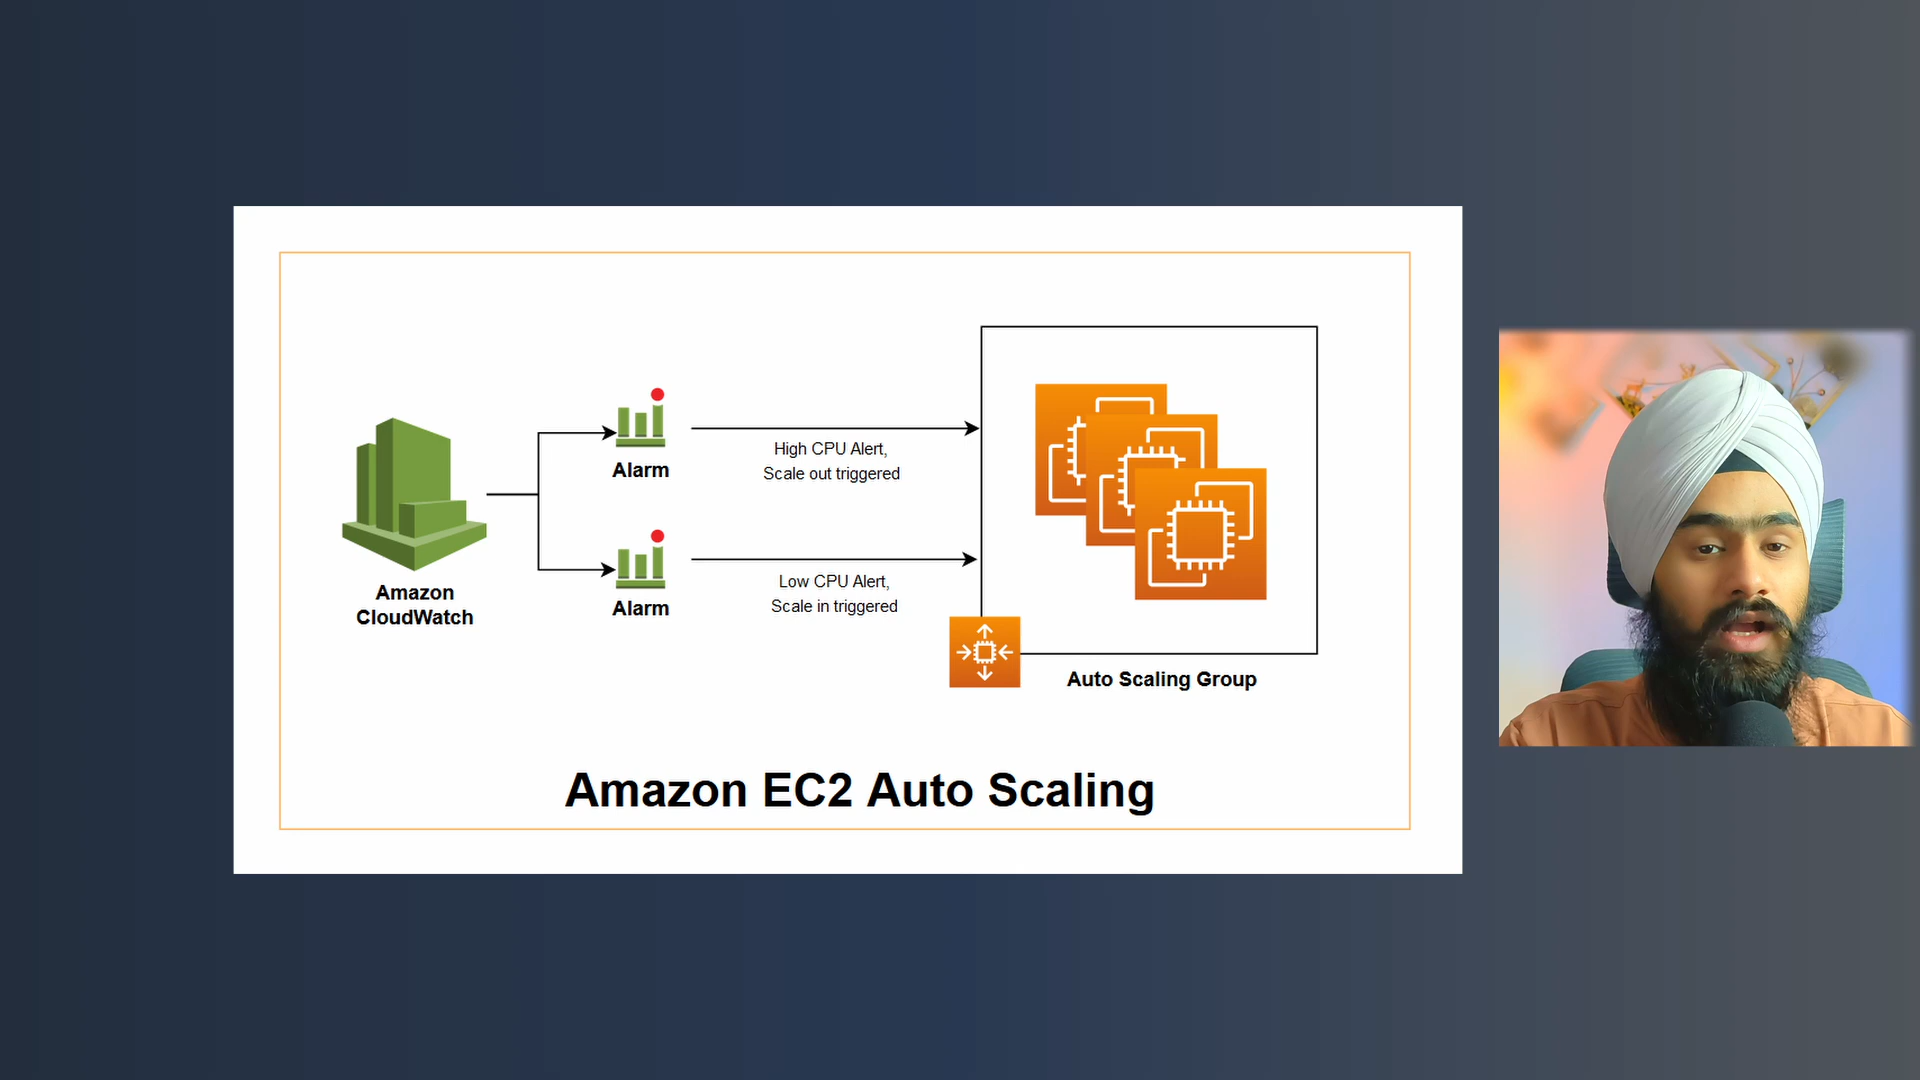 Amazon
CloudWatch
Alarm
High CPU Alert,
Scale out triggered
Alarm
Low CPU Alert,
Scale in triggered
Auto Scaling Group
Amazon EC2 Auto Scaling